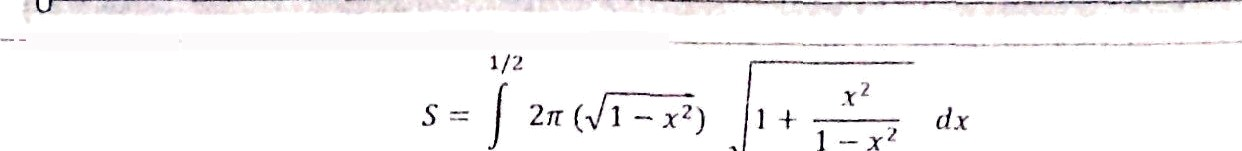 S = ∫^{1/2} 2π (√(1 − x²)) √(1 + x²/(1 − x²)) dx